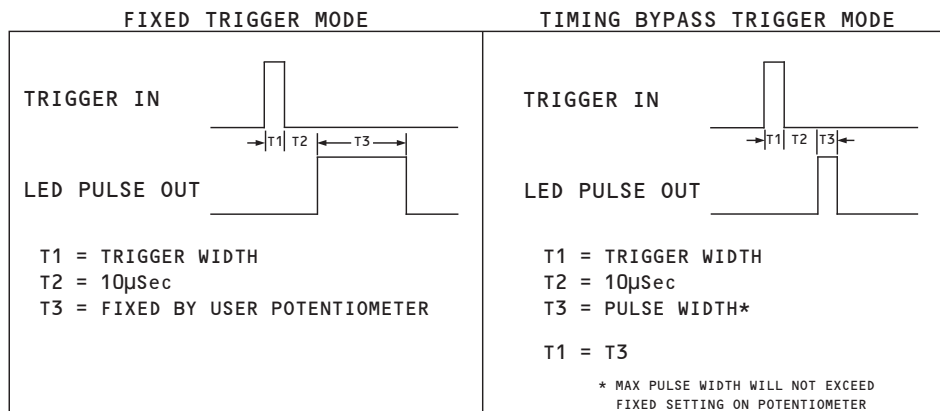 FIXED TRIGGER MODE
TRIGGER IN
T1 T2 T3
LED PULSE OUT
T1 = TRIGGER WIDTH
T2 = 10µSec
T3 = FIXED BY USER POTENTIOMETER
TIMING BYPASS TRIGGER MODE
TRIGGER IN
T1 T2 T3
LED PULSE OUT
T1 = TRIGGER WIDTH
T2 = 10µSec
T3 = PULSE WIDTH*
T1 = T3
* MAX PULSE WIDTH WILL NOT EXCEED
FIXED SETTING ON POTENTIOMETER